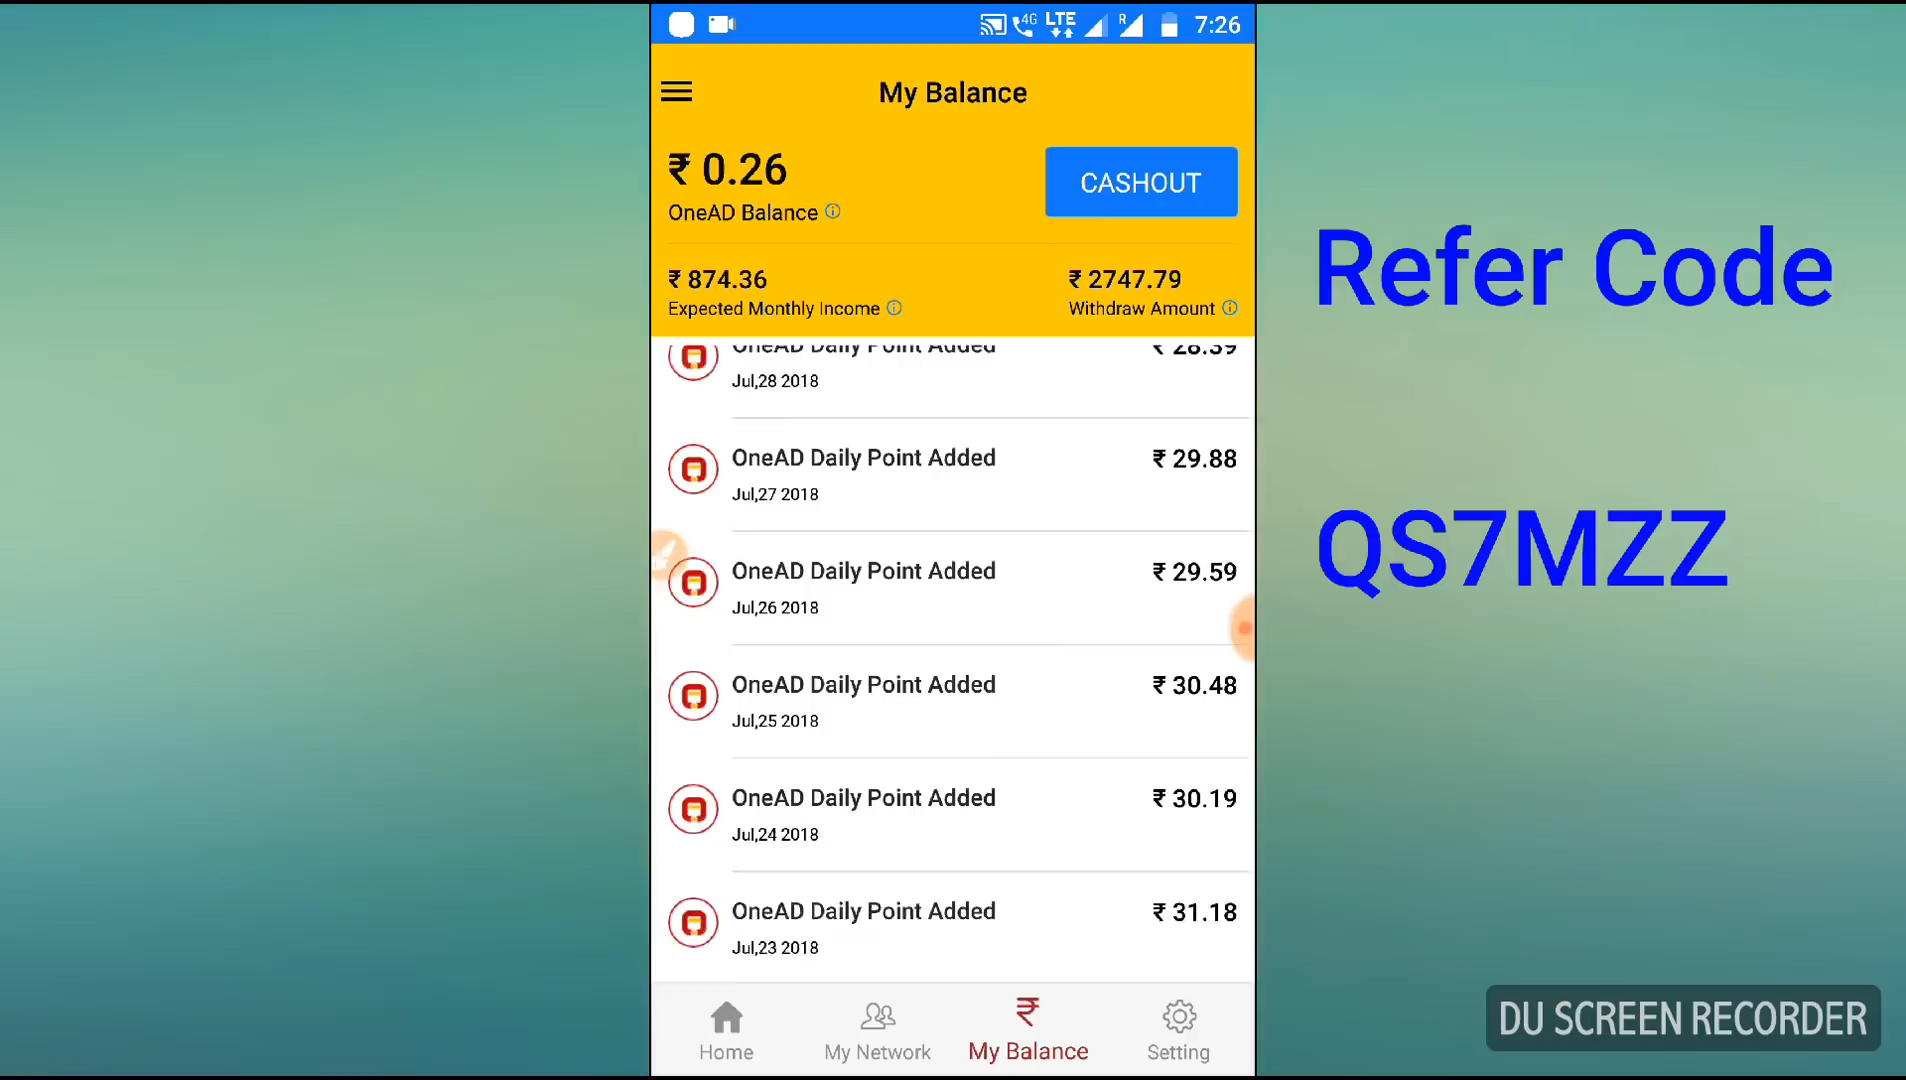 4G LTE R 7:26
My Balance
₹ 0.26
CASHOUT
OneAD Balance
₹ 874.36
₹ 2747.79
Expected Monthly Income
Withdraw Amount
OneAD Daily Point Added ₹ 28.39
Jul,28 2018
OneAD Daily Point Added ₹ 29.88
Jul,27 2018
OneAD Daily Point Added ₹ 29.59
Jul,26 2018
OneAD Daily Point Added ₹ 30.48
Jul,25 2018
OneAD Daily Point Added ₹ 30.19
Jul,24 2018
OneAD Daily Point Added ₹ 31.18
Jul,23 2018
Home My Network My Balance Setting
Refer Code
QS7MZZ
DU SCREEN RECORDER